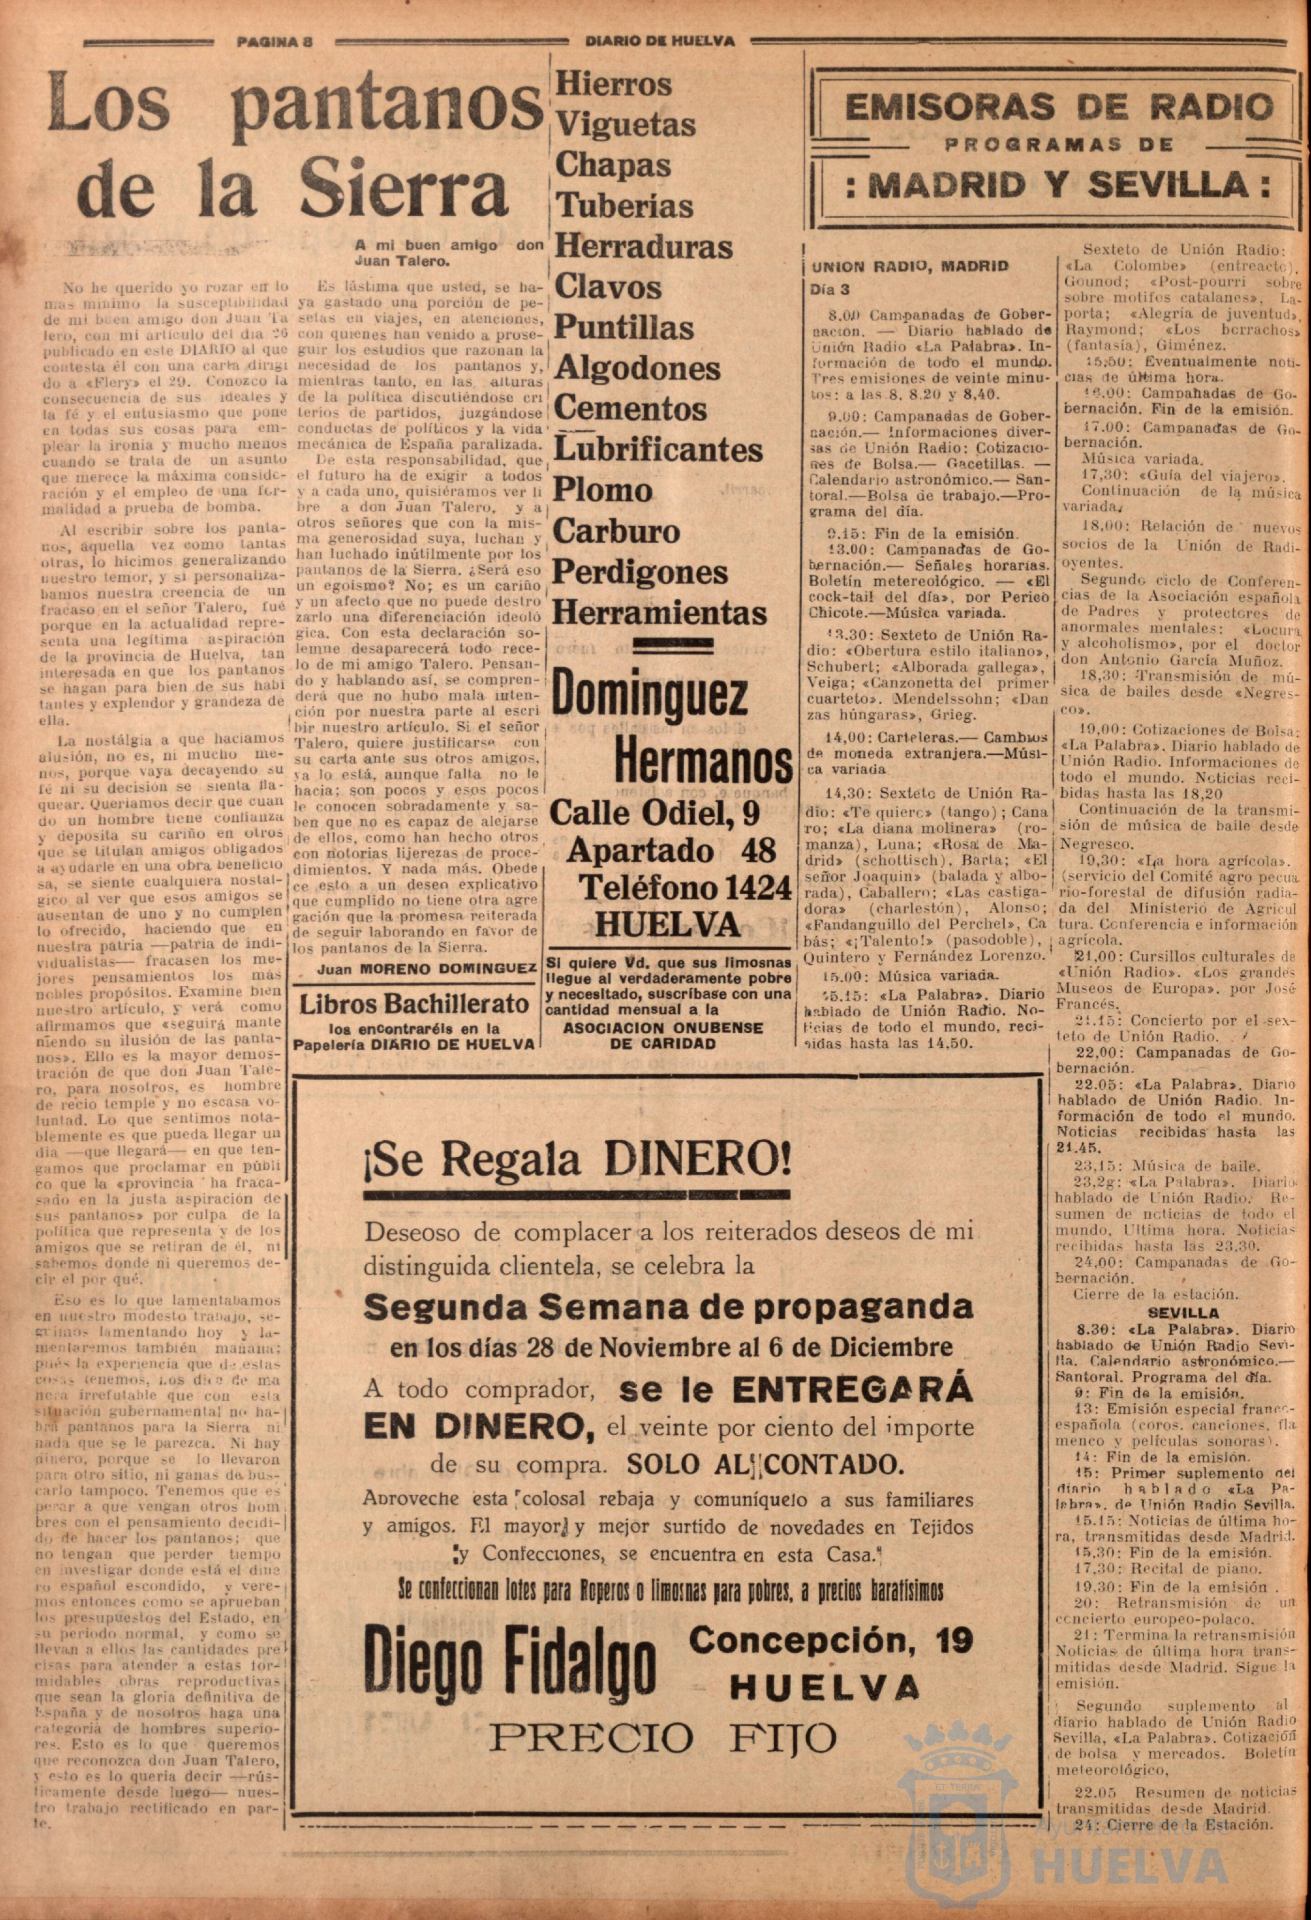 PAGINA 8
DIARIO DE HUELVA
Los pantanos
de la Sierra
A mi buen amigo don
Juan Talero.
No he querido yo rozar en lo
mas mínimo la susceptibilidad
de mi buen amigo don Juan Ta
lero, con mi artículo del dia 26
publicado en este DIARIO al que
contesta él con una carta dirigi
do a «Flery» el 29. Conozco la
consecuencia de sus ideales y
la fé y el entusiasmo que pone
en todas sus cosas para em-
plear la ironia y mucho menos
cuando se trata de un asunto
que merece la máxima conside-
ración y el empleo de una for-
malidad a prueba de bomba.
Al escribir sobre los panta-
nos, aquella vez como tantas
otras, lo hicimos generalizando
nuestro temor, y si personaliza-
bamos nuestra creencia de un
fracaso en el señor Talero, fué
porque en la actualidad repre-
senta una legítima aspiración
de la provincia de Huelva, tan
interesada en que los pantanos
se hagan para bien de sus habi
tantes y explendor y grandeza de
ella.
La nostálgia a que haciamos
alusión, no es, ni mucho me-
nos, porque vaya decayendo su
fé ni su decisión se sienta fla-
quear. Queriamos decir que cuan
do un hombre tiene confianza
y deposita su cariño en otros
que se titulan amigos obligados
a ayudarle en una obra beneficio
sa, se siente cualquiera nostal-
gico al ver que esos amigos se
ausentan de uno y no cumplen
lo ofrecido, haciendo que en
nuestra pátria —patria de indi-
vidualistas— fracasen los me-
jores pensamientos los mas
nobles propósitos. Examine bien
nuestro artículo, y verá como
afirmamos que «seguirá mante
niendo su ilusión de las panta-
nos». Ello es la mayor demos-
tración de que don Juan Tale-
ro, para nosotros, es hombre
de recio temple y no escasa vo-
luntad. Lo que sentimos nota-
blemente es que pueda llegar un
dia —que llegará— en que ten-
gamos que proclamar en públi
co que la «provincia ha fraca-
sado en la justa aspiración de
sus pantanos» por culpa de la
política que representa y de los
amigos que se retiran de él, ni
sabemos donde ni queremos de-
cir el por qué.
Eso es lo que lamentabamos
en nuestro modesto trabajo, se-
guimos lamentando hoy y la-
mentaremos también mañana;
pués la experiencia que de estas
cosas tenemos, nos dice de ma
nera irrefutable que con esta
situación gubernamental no ha-
brá pantanos para la Sierra ni
nada que se le parezca. Ni hay
dinero, porque se lo llevaron
para otro sitio, ni ganas de bus-
carlo tampoco. Tenemos que es
perar a que vengan otros hom
bres con el pensamiento decidi-
do de hacer los pantanos; que
no tengan que perder tiempo
en investigar donde está el dine
ro español escondido, y vere-
mos entonces como se aprueban
los presupuestos del Estado, en
su periodo normal, y como se
llevan a ellos las cantidades pre
cisas para atender a estas for-
midables obras reproductivas
que sean la gloria definitiva de
España y de nosotros haga una
categoría de hombres superio-
res. Esto es lo que queremos
que reconozca don Juan Talero,
y esto es lo queria decir —rús-
ticamente desde luego— nues-
tro trabajo rectificado en par-
te.
Es lástima que usted, se ha-
ya gastado una porción de pe-
setas en viajes, en atenciones,
con quienes han venido a prose-
guir los estudios que razonan la
necesidad de los pantanos y,
mientras tanto, en las alturas
de la política discutiéndose cri
terios de partidos, juzgándose
conductas de políticos y la vida
mecánica de España paralizada.
De esta responsabilidad, que
el futuro ha de exigir a todos
y a cada uno, quisiéramos ver li
bre a don Juan Talero, y a
otros señores que con la mis-
ma generosidad suya, luchan y
han luchado inútilmente por los
pantanos de la Sierra. ¿Será eso
un egoismo? No; es un cariño
y un afecto que no puede destro
zarlo una diferenciación ideoló
gica. Con esta declaración so-
lemne desaparecerá todo rece-
lo de mi amigo Talero. Pensan-
do y hablando así, se compren-
derá que no hubo mala inten-
ción por nuestra parte al escri
bir nuestro artículo. Si el señor
Talero, quiere justificarse con
su carta ante sus otros amigos,
ya lo está, aunque falta no le
hacia; son pocos y esos pocos
le conocen sobradamente y sa-
ben que no es capaz de alejarse
de ellos, como han hecho otros
con notorias lijerezas de proce-
dimientos. Y nada más. Obede
ce esto a un deseo explicativo
que cumplido no tiene otra agre
gación que la promesa reiterada
de seguir laborando en favor de
los pantanos de la Sierra.
Juan MORENO DOMINGUEZ
Libros Bachillerato
los encontraréis en la
Papelería DIARIO DE HUELVA
Hierros
Viguetas
Chapas
Tuberías
Herraduras
Clavos
Puntillas
Algodones
Cementos
Lubrificantes
Plomo
Carburo
Perdigones
Herramientas
Dominguez
Hermanos
Calle Odiel, 9
Apartado 48
Teléfono 1424
HUELVA
Si quiere Vd. que sus limosnas
llegue al verdaderamente pobre
y necesitado, suscríbase con una
cantidad mensual a la
ASOCIACION ONUBENSE
DE CARIDAD
EMISORAS DE RADIO
PROGRAMAS DE
: MADRID Y SEVILLA :
UNION RADIO, MADRID
Día 3
8.00 Campanadas de Gober-
nación. — Diario hablado de
Unión Radio «La Palabra». In-
formación de todo el mundo.
Tres emisiones de veinte minu-
tos: a las 8, 8.20 y 8,40.
9.00: Campanadas de Gober-
nación.— Informaciones diver-
sas de Unión Radio: Cotizacio-
nes de Bolsa.— Gacetillas. —
Calendario astronómico.— San-
toral.—Bolsa de trabajo.—Pro-
grama del día.
9.15: Fin de la emisión.
13.00: Campanadas de Go-
bernación.— Señales horarias.
Boletín metereológico. — «El
cock-tail del día», por Perico
Chicote.—Música variada.
13.30: Sexteto de Unión Ra-
dio: «Obertura estilo italiano»,
Schubert; «Alborada gallega»,
Veiga; «Canzonetta del primer
cuarteto». Mendelssohn; «Dan
zas húngaras», Grieg.
14,00: Carteleras.— Cambios
de moneda extranjera.—Músi-
ca variada
14,30: Sexteto de Unión Ra-
dio: «Te quiero» (tango); Cana
ro; «La diana molinera» (ro-
manza), Luna; «Rosa de Ma-
drid» (schottisch), Barta; «El
señor Joaquin» (balada y albo-
rada), Caballero; «Las castiga-
dora» (charlestón), Alonso;
«Fandanguillo del Perchel», Ca
bás; «¡Talento!» (pasodoble),
Quintero y Fernández Lorenzo.
15.00: Música variada.
15.15: «La Palabra». Diario
hablado de Unión Radio. No-
ticias de todo el mundo, reci-
bidas hasta las 14,50.
Sexteto de Unión Radio:
«La Colombe» (entreacto),
Gounod; «Post-pourri sobre
sobre motifos catalanes», La-
porta; «Alegria de juventud»,
Raymond; «Los borrachos»
(fantasía), Giménez.
15,50: Eventualmente noti-
cias de última hora.
16.00: Campanadas de Go-
bernación. Fin de la emisión.
17.00: Campanadas de Go-
bernación.
Música variada.
17,30: «Guía del viajero».
Continuación de la música
variada,
18,00: Relación de nuevos
socios de la Unión de Radi-
oyentes.
Segundo ciclo de Conferen-
cias de la Asociación española
de Padres y protectores de
anormales mentales: «Locura
y alcoholismo», por el doctor
don Antonio García Muñoz.
18,30: Transmisión de mú-
sica de bailes desde «Negres-
co».
19,00: Cotizaciones de Bolsa;
«La Palabra». Diario hablado de
Unión Radio. Informaciones de
todo el mundo. Noticias reci-
bidas hasta las 18,20
Continuación de la transmi-
sión de música de baile desde
Negresco.
19,30: «La hora agrícola».
(servicio del Comité agro pecua
rio-forestal de difusión radia-
da del Ministerio de Agricul
tura. Conferencia e información
agrícola.
21,00: Cursillos culturales de
«Unión Radio». «Los grandes
Museos de Europa». por José
Francés,
21.15: Concierto por el sex-
teto de Unión Radio.
22,00: Campanadas de Go-
bernación.
22.05: «La Palabra». Diario
hablado de Unión Radio. In-
formación de todo el mundo.
Noticias recibidas hasta las
21.45.
23,15: Música de baile.
23,2g: «La Palabra». Diario
hablado de Unión Radio. Re-
sumen de noticias de todo el
mundo, Ultima hora. Noticias
recibidas hasta las 23,30.
24,00: Campanadas de Go-
bernación.
Cierre de la estación.
SEVILLA
8.30: «La Palabra». Diario
hablado de Unión Radio Sevi-
lla. Calendario astronómico.—
Santoral. Programa del día.
9: Fin de la emisión.
13: Emisión especial franco-
española (coros, canciones, fla
menco y películas sonoras).
14: Fin de la emisión.
15: Primer suplemento del
diario hablado «La Pa-
labra». de Unión Radio Sevilla.
15.15: Noticias de última ho-
ra, transmitidas desde Madrid.
15,30: Fin de la emisión.
17,30: Recital de piano.
19,30: Fin de la emisión .
20: Retransmisión de un
concierto europeo-polaco.
21: Termina la retransmisión
Noticias de última hora trans-
mitidas desde Madrid. Sigue la
emisión.
Segundo suplemento al
diario hablado de Unión Radio
Sevilla, «La Palabra». Cotización
de bolsa y mercados. Boletín
meteorológico,
22.05 Resumen de noticias
transmitidas desde Madrid.
24: Cierre de la Estación.
¡Se Regala DINERO!
Deseoso de complacer a los reiterados deseos de mi
distinguida clientela, se celebra la
Segunda Semana de propaganda
en los días 28 de Noviembre al 6 de Diciembre
A todo comprador, se le ENTREGARÁ
EN DINERO, el veinte por ciento del importe
de su compra. SOLO AL CONTADO.
Aproveche esta colosal rebaja y comuníquelo a sus familiares
y amigos. El mayor y mejor surtido de novedades en Tejidos
y Confecciones, se encuentra en esta Casa.
Se confeccionan lotes para Roperos o limosnas para pobres, a precios baratísimos
Diego Fidalgo
Concepción, 19
HUELVA
PRECIO FIJO
Ayuntamiento de
HUELVA